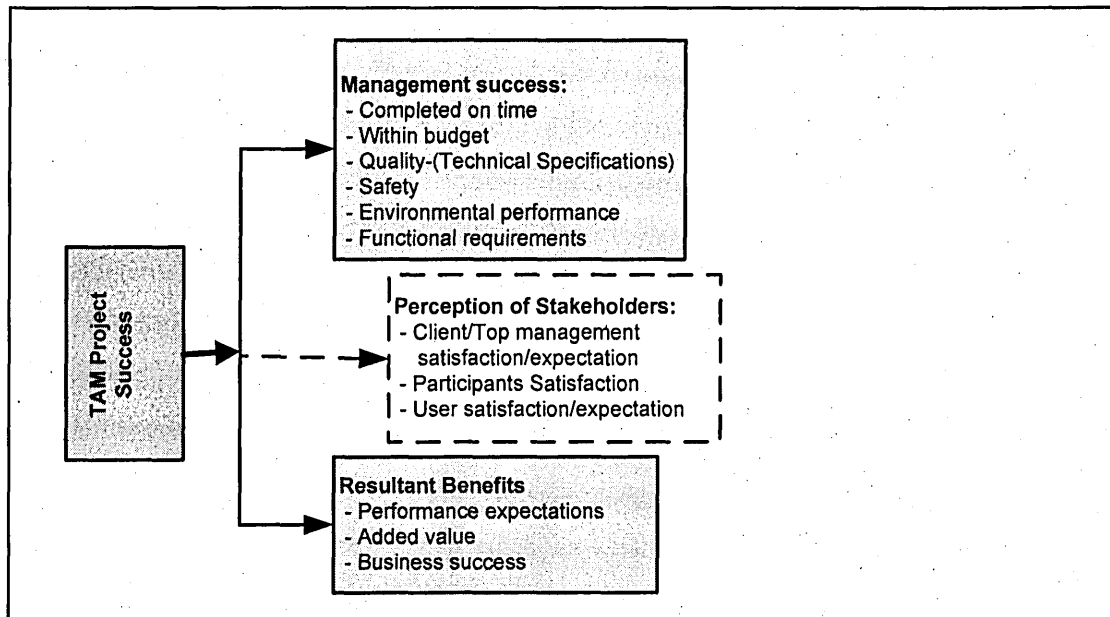 TAM Project
Success
Management success:
- Completed on time
- Within budget
- Quality-(Technical Specifications)
- Safety
- Environmental performance
- Functional requirements
Perception of Stakeholders:
- Client/Top management
satisfaction/expectation
- Participants Satisfaction
- User satisfaction/expectation
Resultant Benefits
- Performance expectations
- Added value
- Business success